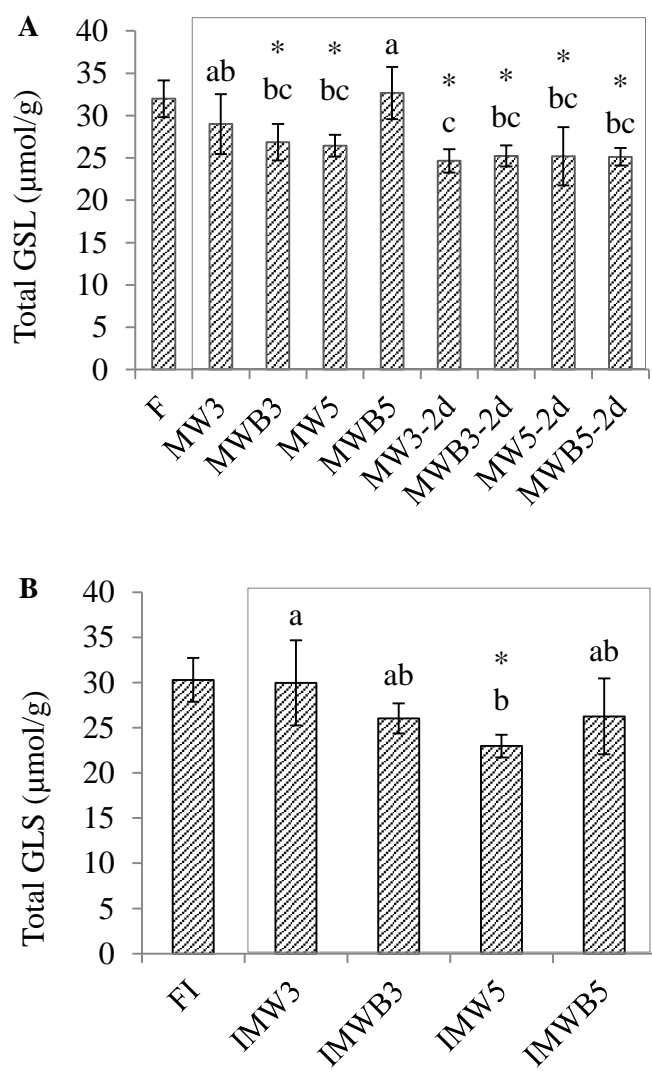 A
Total GSL (µmol/g)
40
35
30
25
20
15
10
5
0
ab
*
bc
*
bc
a
*
c
*
bc
*
bc
*
bc
F
MW3
MWB3
MW5
MWB5
MW3-2d
MWB3-2d
MW5-2d
MWB5-2d
B
Total GLS (µmol/g)
40
35
30
25
20
15
10
5
0
a
ab
*
b
ab
FI
IMW3
IMWB3
IMW5
IMWB5